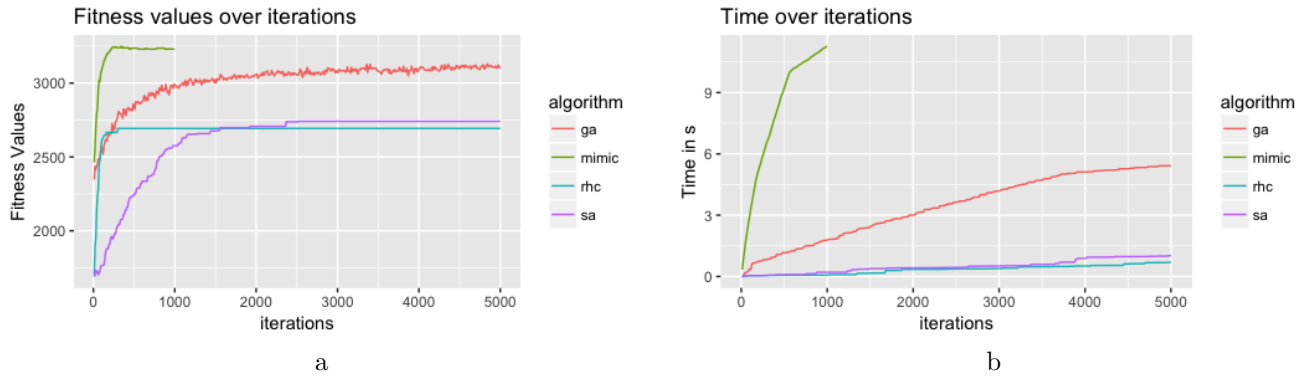 Fitness values over iterations
3000
2500
2000
Fitness Values
0
1000
2000
3000
4000
5000
iterations
algorithm
ga
mimic
rhc
sa
a
Time over iterations
9
6
3
0
Time in s
0
1000
2000
3000
4000
5000
iterations
algorithm
ga
mimic
rhc
sa
b